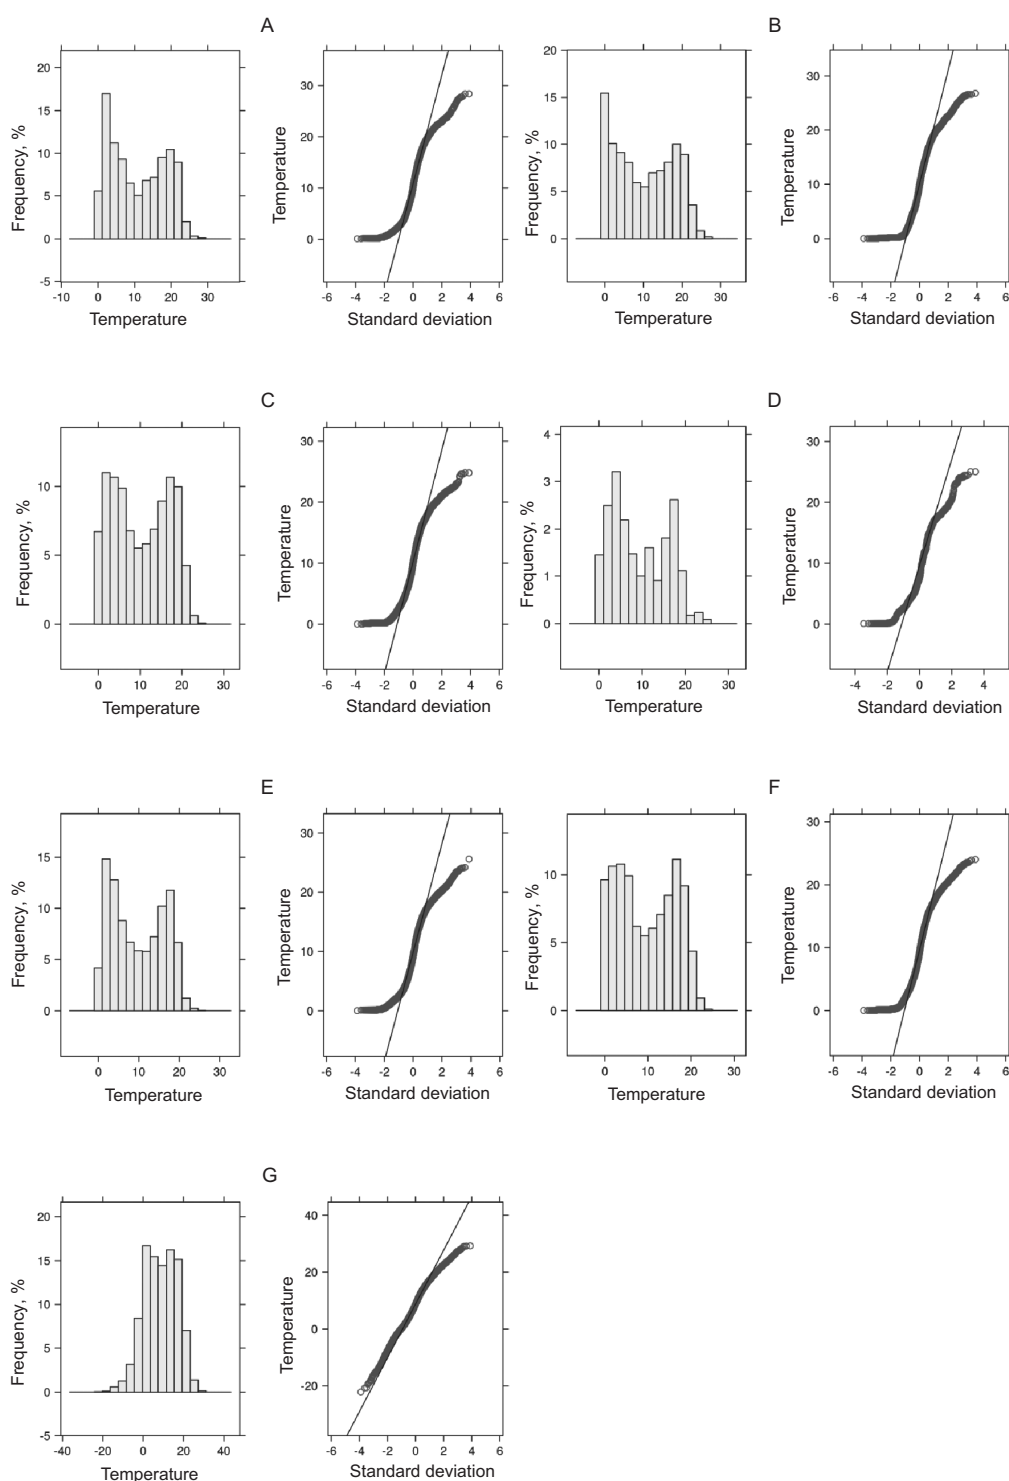 A
B
20
15
10
5
0
-5
-10 0 10 20 30
Frequency, %
Temperature
30
20
10
0
-6 -4 -2 0 2 4 6
Temperature
Standard deviation
20
15
10
5
0
0 10 20 30
Frequency, %
Temperature
30
20
10
0
-6 -4 -2 0 2 4 6
Temperature
Standard deviation
C
D
10
5
0
0 10 20 30
Frequency, %
Temperature
30
20
10
0
-6 -4 -2 0 2 4 6
Temperature
Standard deviation
4
3
2
1
0
0 10 20 30
Frequency, %
Temperature
30
20
10
0
-4 -2 0 2 4
Temperature
Standard deviation
E
F
15
10
5
0
0 10 20 30
Frequency, %
Temperature
30
20
10
0
-6 -4 -2 0 2 4 6
Temperature
Standard deviation
10
5
0
0 10 20 30
Frequency, %
Temperature
30
20
10
0
-6 -4 -2 0 2 4 6
Temperature
Standard deviation
G
20
15
10
5
0
-5
-40 -20 0 20 40
Frequency, %
Temperature
40
20
0
-20
-6 -4 -2 0 2 4 6
Temperature
Standard deviation